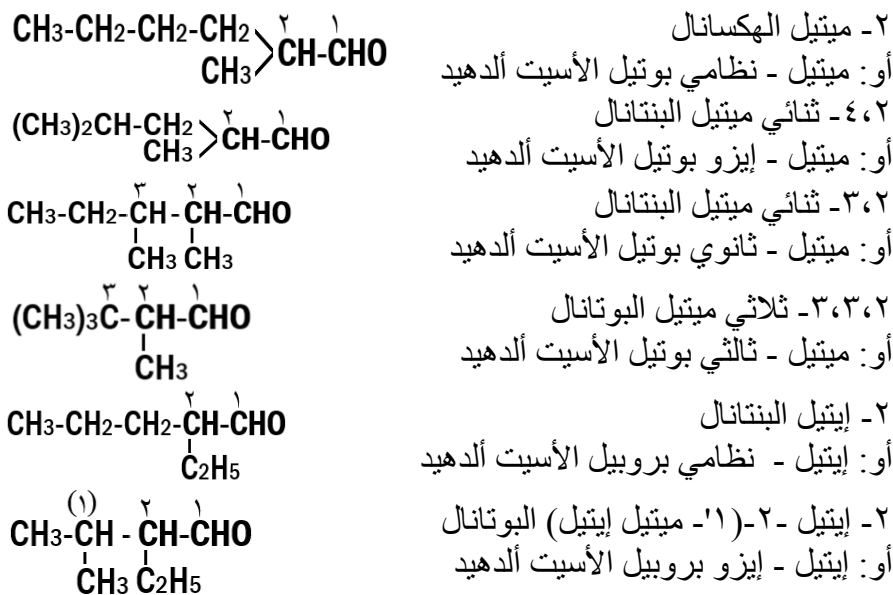 CH3-CH2-CH2-CH2 ٢ ١
CH3 CH-CHO
٢- ميتيل الهكسانال
أو: ميتيل - نظامي بوتيل الأسيت ألدهيد
(CH3)2CH-CH2 ٢ ١
CH3 CH-CHO
٤،٢- ثنائي ميتيل البنتانال
أو: ميتيل - إيزو بوتيل الأسيت ألدهيد
٣ ٢ ١
CH3-CH2-CH-CH-CHO
CH3 CH3
٣،٢- ثنائي ميتيل البنتانال
أو: ميتيل - ثانوي بوتيل الأسيت ألدهيد
٣ ٢ ١
(CH3)3C-CH-CHO
CH3
٣،٣،٢- ثلاثي ميتيل البوتانال
أو: ميتيل - ثالثي بوتيل الأسيت ألدهيد
٢ ١
CH3-CH2-CH2-CH-CHO
C2H5
٢- إيتيل البنتانال
أو: إيتيل - نظامي بروبيل الأسيت ألدهيد
(١) ٢ ١
CH3-CH - CH-CHO
CH3 C2H5
٢- إيتيل -٢-(١'- ميتيل إيتيل) البوتانال
أو: إيتيل - إيزو بروبيل الأسيت ألدهيد